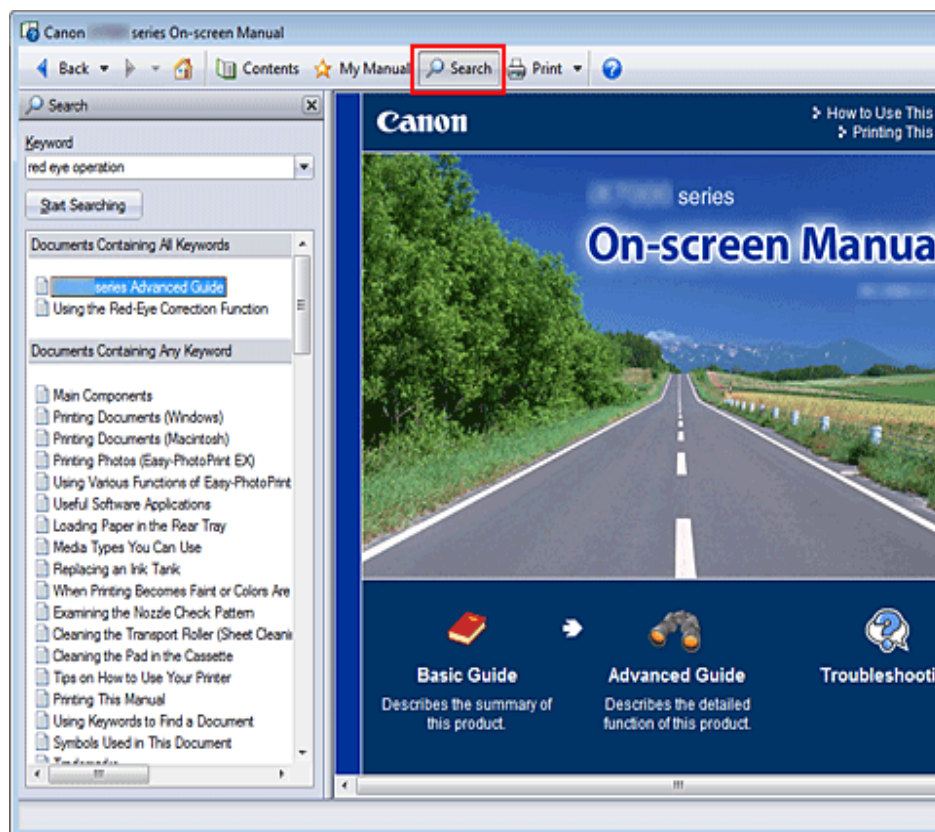 Canon series On-screen Manual
Back Contents My Manual Search Print
Search
Keyword
red eye operation
Start Searching
Documents Containing All Keywords
series Advanced Guide
Using the Red-Eye Correction Function
Documents Containing Any Keyword
Main Components
Printing Documents (Windows)
Printing Documents (Macintosh)
Printing Photos (Easy-PhotoPrint EX)
Using Various Functions of Easy-PhotoPrint
Useful Software Applications
Loading Paper in the Rear Tray
Media Types You Can Use
Replacing an Ink Tank
When Printing Becomes Faint or Colors Are
Examining the Nozzle Check Pattern
Cleaning the Transport Roller (Sheet Cleani
Cleaning the Pad in the Cassette
Tips on How to Use Your Printer
Printing This Manual
Using Keywords to Find a Document
Symbols Used in This Document
Canon
How to Use This
Printing This
series
On-screen Manua
Basic Guide
Describes the summary of
this product.
Advanced Guide
Describes the detailed
function of this product.
Troubleshooti